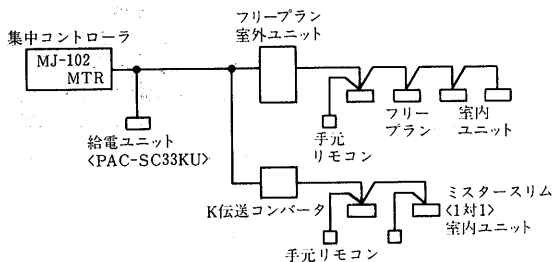 集中コントローラ
MJ-102
MTR
給電ユニット
<PAC-SC33KU>
フリープラン
室外ユニット
手元
リモコン
フリー
プラン
室内
ユニット
K伝送コンバータ
手元リモコン
ミスタースリム
<1対1>
室内ユニット